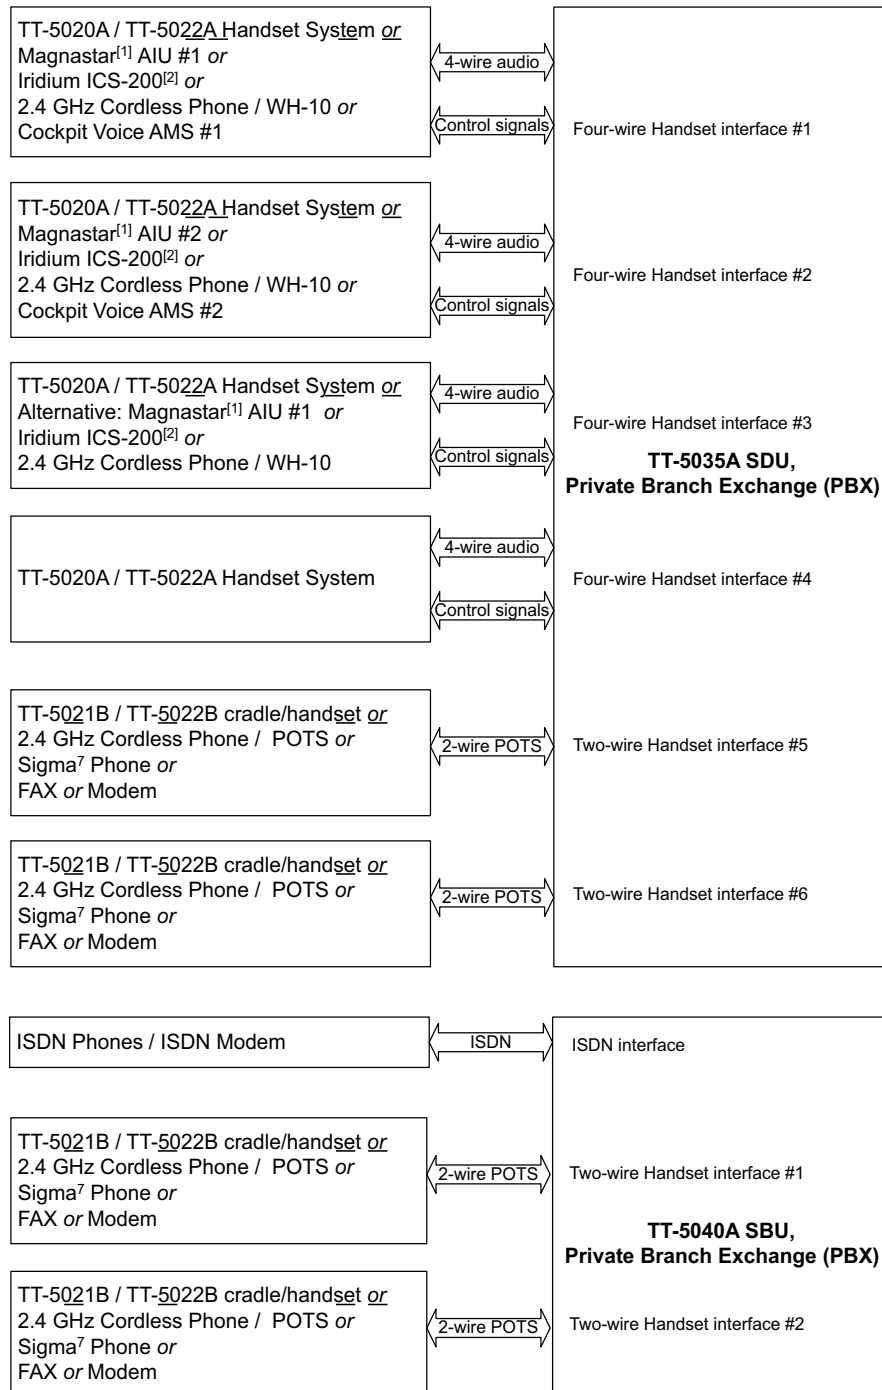 TT-5020A / TT-5022A Handset System or
Magnastar[1] AIU #1 or
Iridium ICS-200[2] or
2.4 GHz Cordless Phone / WH-10 or
Cockpit Voice AMS #1
4-wire audio
Control signals
Four-wire Handset interface #1
TT-5020A / TT-5022A Handset System or
Magnastar[1] AIU #2 or
Iridium ICS-200[2] or
2.4 GHz Cordless Phone / WH-10 or
Cockpit Voice AMS #2
4-wire audio
Control signals
Four-wire Handset interface #2
TT-5020A / TT-5022A Handset System or
Alternative: Magnastar[1] AIU #1 or
Iridium ICS-200[2] or
2.4 GHz Cordless Phone / WH-10
4-wire audio
Control signals
Four-wire Handset interface #3
TT-5035A SDU,
Private Branch Exchange (PBX)
TT-5020A / TT-5022A Handset System
4-wire audio
Control signals
Four-wire Handset interface #4
TT-5021B / TT-5022B cradle/handset or
2.4 GHz Cordless Phone / POTS or
Sigma7 Phone or
FAX or Modem
2-wire POTS
Two-wire Handset interface #5
TT-5021B / TT-5022B cradle/handset or
2.4 GHz Cordless Phone / POTS or
Sigma7 Phone or
FAX or Modem
2-wire POTS
Two-wire Handset interface #6
ISDN Phones / ISDN Modem
ISDN
ISDN interface
TT-5021B / TT-5022B cradle/handset or
2.4 GHz Cordless Phone / POTS or
Sigma7 Phone or
FAX or Modem
2-wire POTS
Two-wire Handset interface #1
TT-5040A SBU,
Private Branch Exchange (PBX)
TT-5021B / TT-5022B cradle/handset or
2.4 GHz Cordless Phone / POTS or
Sigma7 Phone or
FAX or Modem
2-wire POTS
Two-wire Handset interface #2